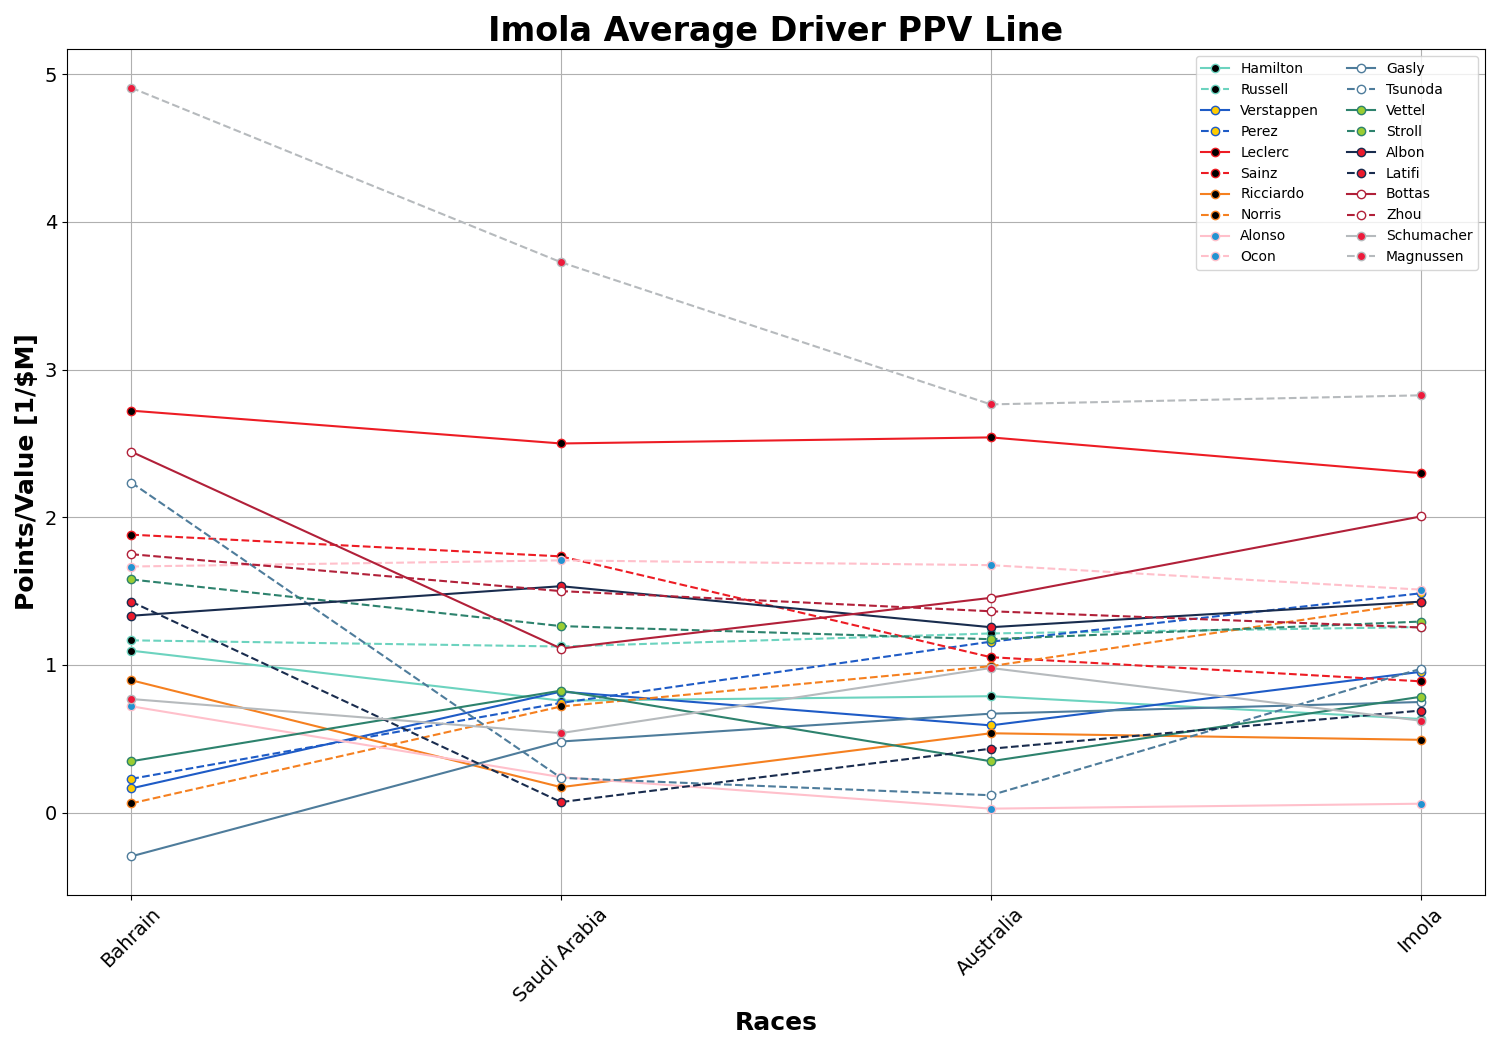 Imola Average Driver PPV Line
Hamilton
Russell
Verstappen
Perez
Leclerc
Sainz
Ricciardo
Norris
Alonso
Ocon
Gasly
Tsunoda
Vettel
Stroll
Albon
Latifi
Bottas
Zhou
Schumacher
Magnussen
Points/Value [1/$M]
5
4
3
2
1
0
Bahrain
Saudi Arabia
Australia
Imola
Races